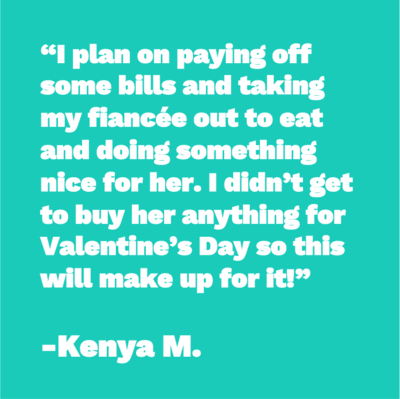 “I plan on paying off
some bills and taking
my fiancée out to eat
and doing something
nice for her. I didn’t get
to buy her anything for
Valentine’s Day so this
will make up for it!”
-Kenya M.